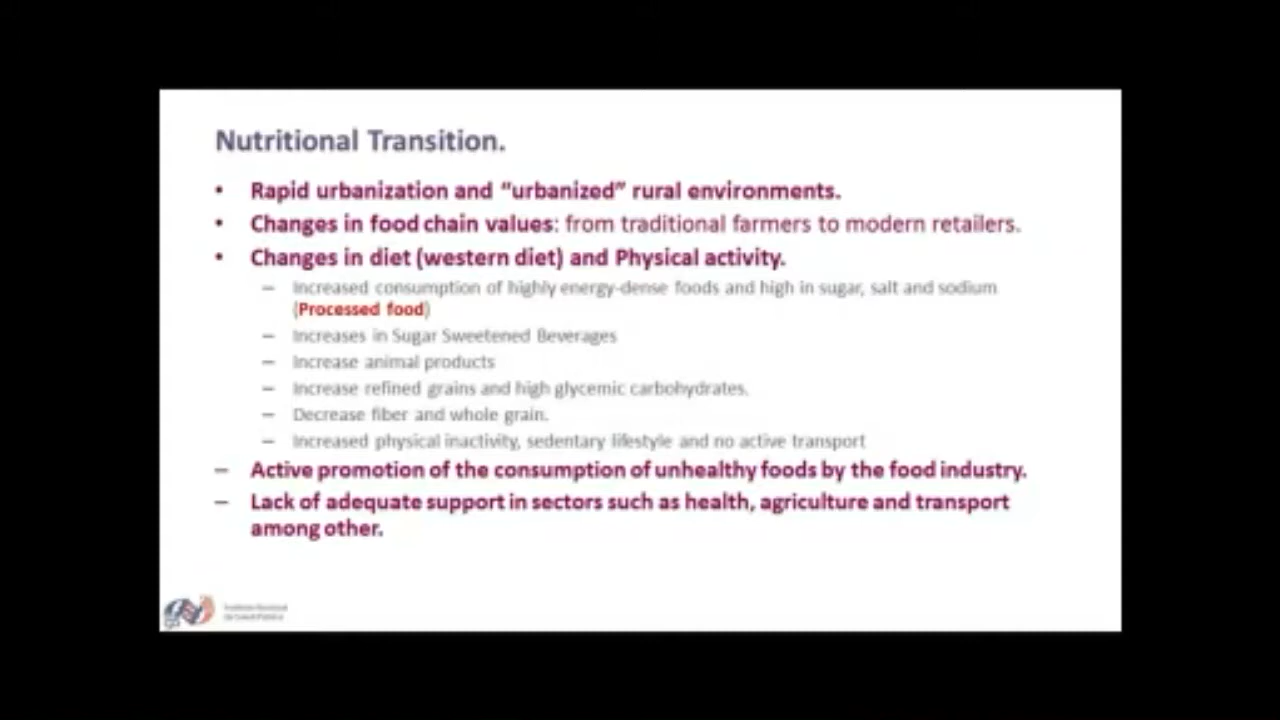 Nutritional Transition.
• Rapid urbanization and “urbanized” rural environments.
• Changes in food chain values: from traditional farmers to modern retailers.
• Changes in diet (western diet) and Physical activity.
– Increased consumption of highly energy-dense foods and high in sugar, salt and sodium
(Processed food)
– Increases in Sugar Sweetened Beverages
– Increase animal products
– Increase refined grains and high glycemic carbohydrates.
– Decrease fiber and whole grain.
– Increased physical inactivity, sedentary lifestyle and no active transport
– Active promotion of the consumption of unhealthy foods by the food industry.
– Lack of adequate support in sectors such as health, agriculture and transport
among other.
Instituto Nacional
de Salud Pública